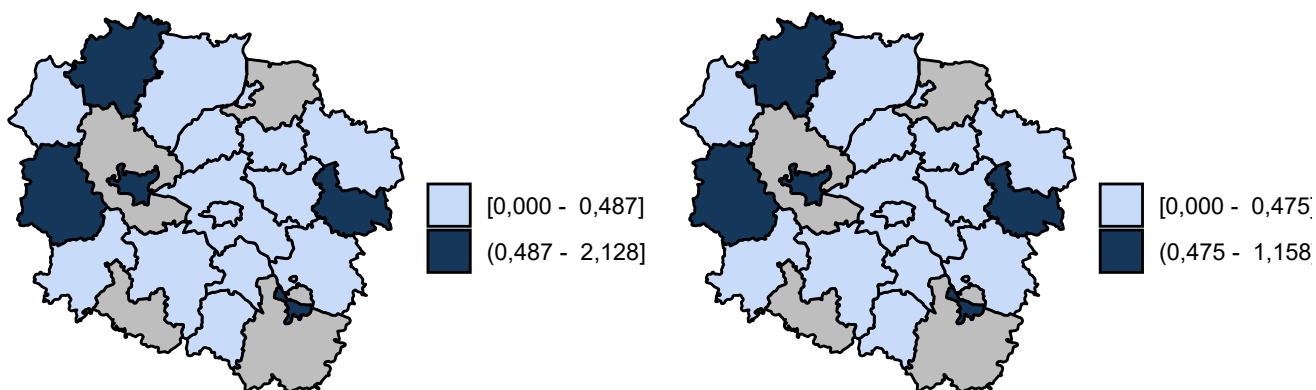 [0,000 - 0,487]
(0,487 - 2,128]
[0,000 - 0,475]
(0,475 - 1,158]